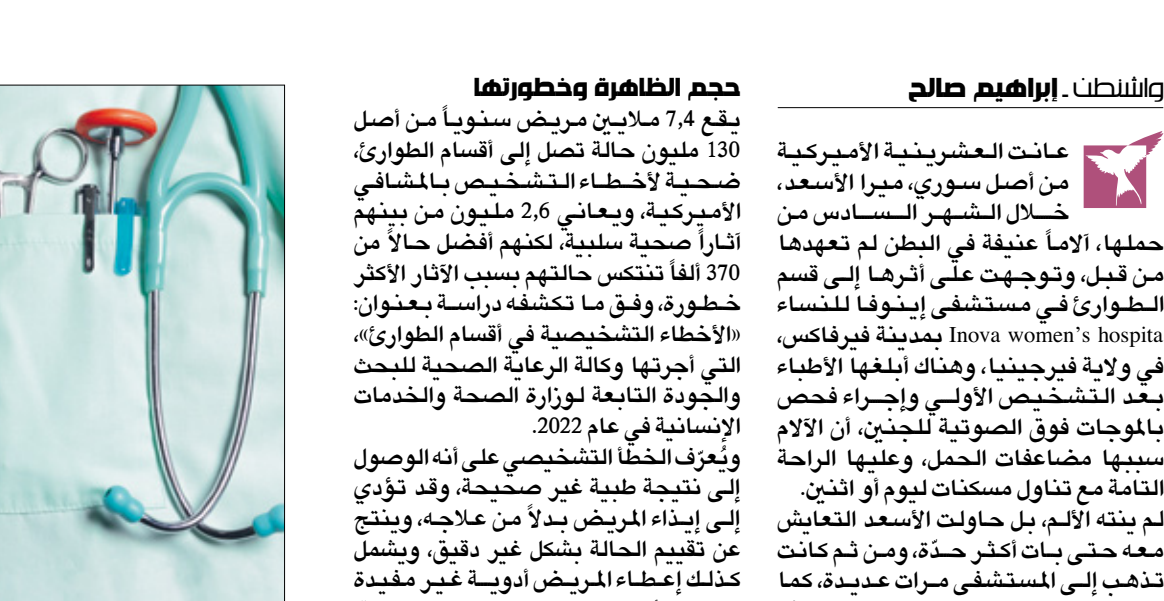 واشنطن ـ إبراهيم صالح
عانت العشرينية الأميركية
من أصل سوري، ميرا الأسعد،
خلال الشهر السادس من
حملها، آلاماً عنيفة في البطن لم تعهدها
من قبل، وتوجهت على أثرها إلى قسم
الطوارئ في مستشفى إينوفا للنساء
Inova women's hospita بمدينة فيرفاكس،
في ولاية فيرجينيا، وهناك أبلغها الأطباء
بعد التشخيص الأولي وإجراء فحص
بالموجات فوق الصوتية للجنين، أن الآلام
سببها مضاعفات الحمل، وعليها الراحة
التامة مع تناول مسكنات ليوم أو اثنين.
لم ينته الألم، بل حاولت الأسعد التعايش
معه حتى بات أكثر حدّة، ومن ثم كانت
تذهب إلى المستشفى مرات عديدة، كما
حجم الظاهرة وخطورتها
يقع 7,4 ملايين مريض سنوياً من أصل
130 مليون حالة تصل إلى أقسام الطوارئ،
ضحية لأخطاء التشخيص بالمشافي
الأميركية، ويعاني 2,6 مليون من بينهم
آثاراً صحية سلبية، لكنهم أفضل حالاً من
370 ألفاً تنتكس حالتهم بسبب الآثار الأكثر
خطورة، وفق ما تكشفه دراسة بعنوان:
«الأخطاء التشخيصية في أقسام الطوارئ»،
التي أجرتها وكالة الرعاية الصحية للبحث
والجودة التابعة لوزارة الصحة والخدمات
الإنسانية في عام 2022.
ويُعرّف الخطأ التشخيصي على أنه الوصول
إلى نتيجة طبية غير صحيحة، وقد تؤدي
إلى إيذاء المريض بدلاً من علاجه، وينتج
عن تقييم الحالة بشكل غير دقيق، ويشمل
كذلك إعطاء المريض أدوية غير مفيدة